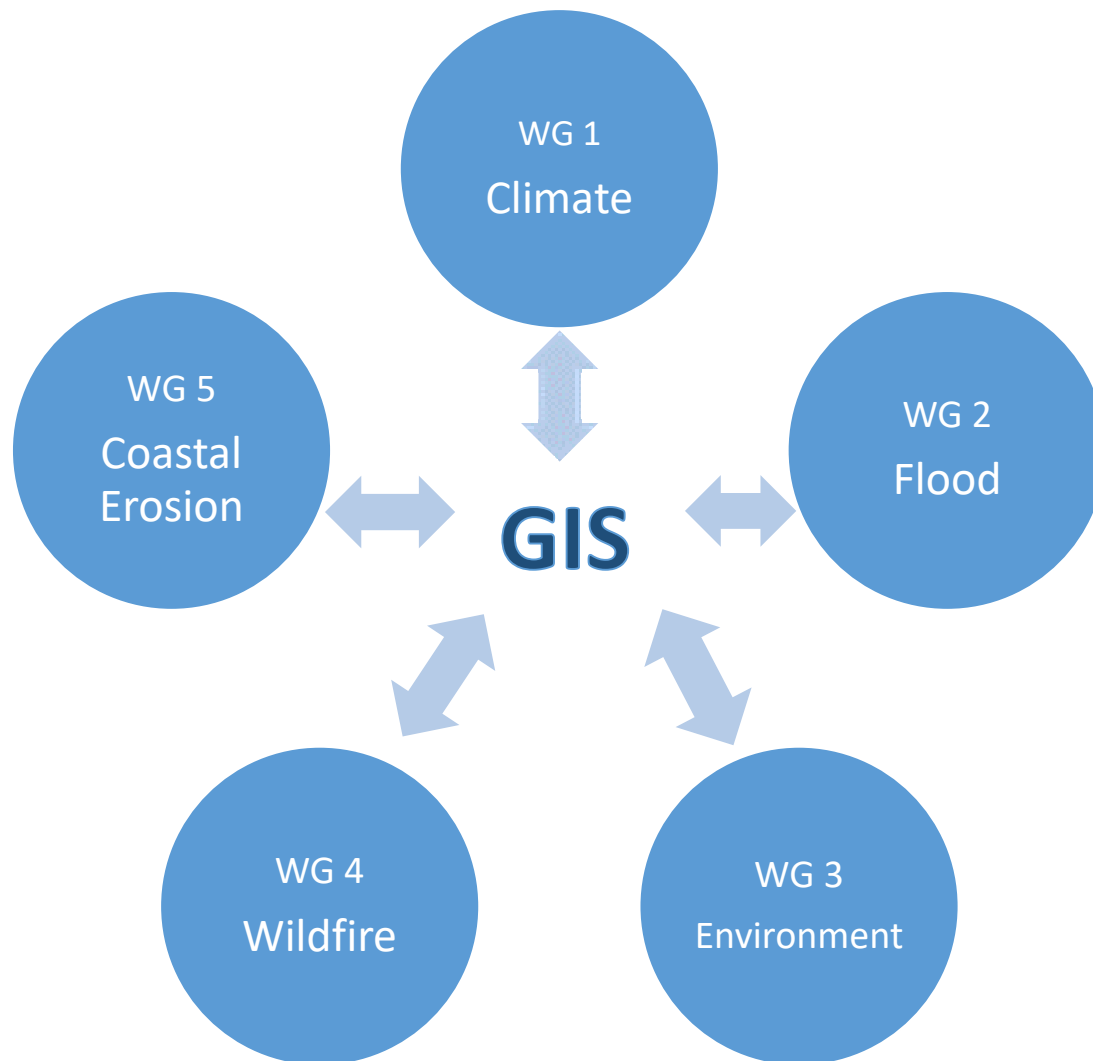 WG 1
Climate
WG 5
Coastal
Erosion
WG 2
Flood
GIS
WG 4
Wildfire
WG 3
Environment